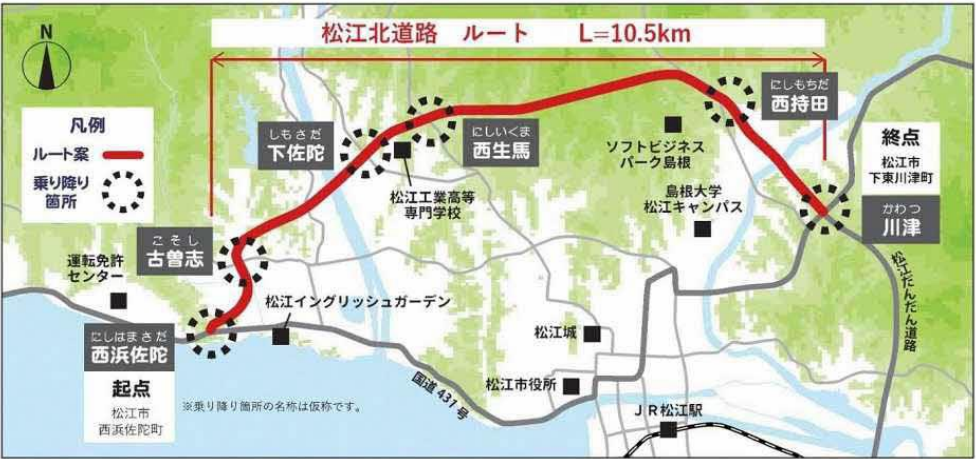 松江北道路 ルート L=10.5km
N
凡例
ルート案
乗り降り
箇所
しもさだ
下佐陀
にしいくま
西生馬
にしもちだ
西持田
ソフトビジネス
パーク島根
終点
松江市
下東川津町
かわつ
川津
松江工業高等
専門学校
島根大学
松江キャンパス
こそし
古曽志
運転免許
センター
松江イングリッシュガーデン
松江だんだん道路
にしはまさだ
西浜佐陀
起点
松江市
西浜佐陀町
松江城
松江市役所
国道431号
※乗り降り箇所の名称は仮称です。
JR松江駅